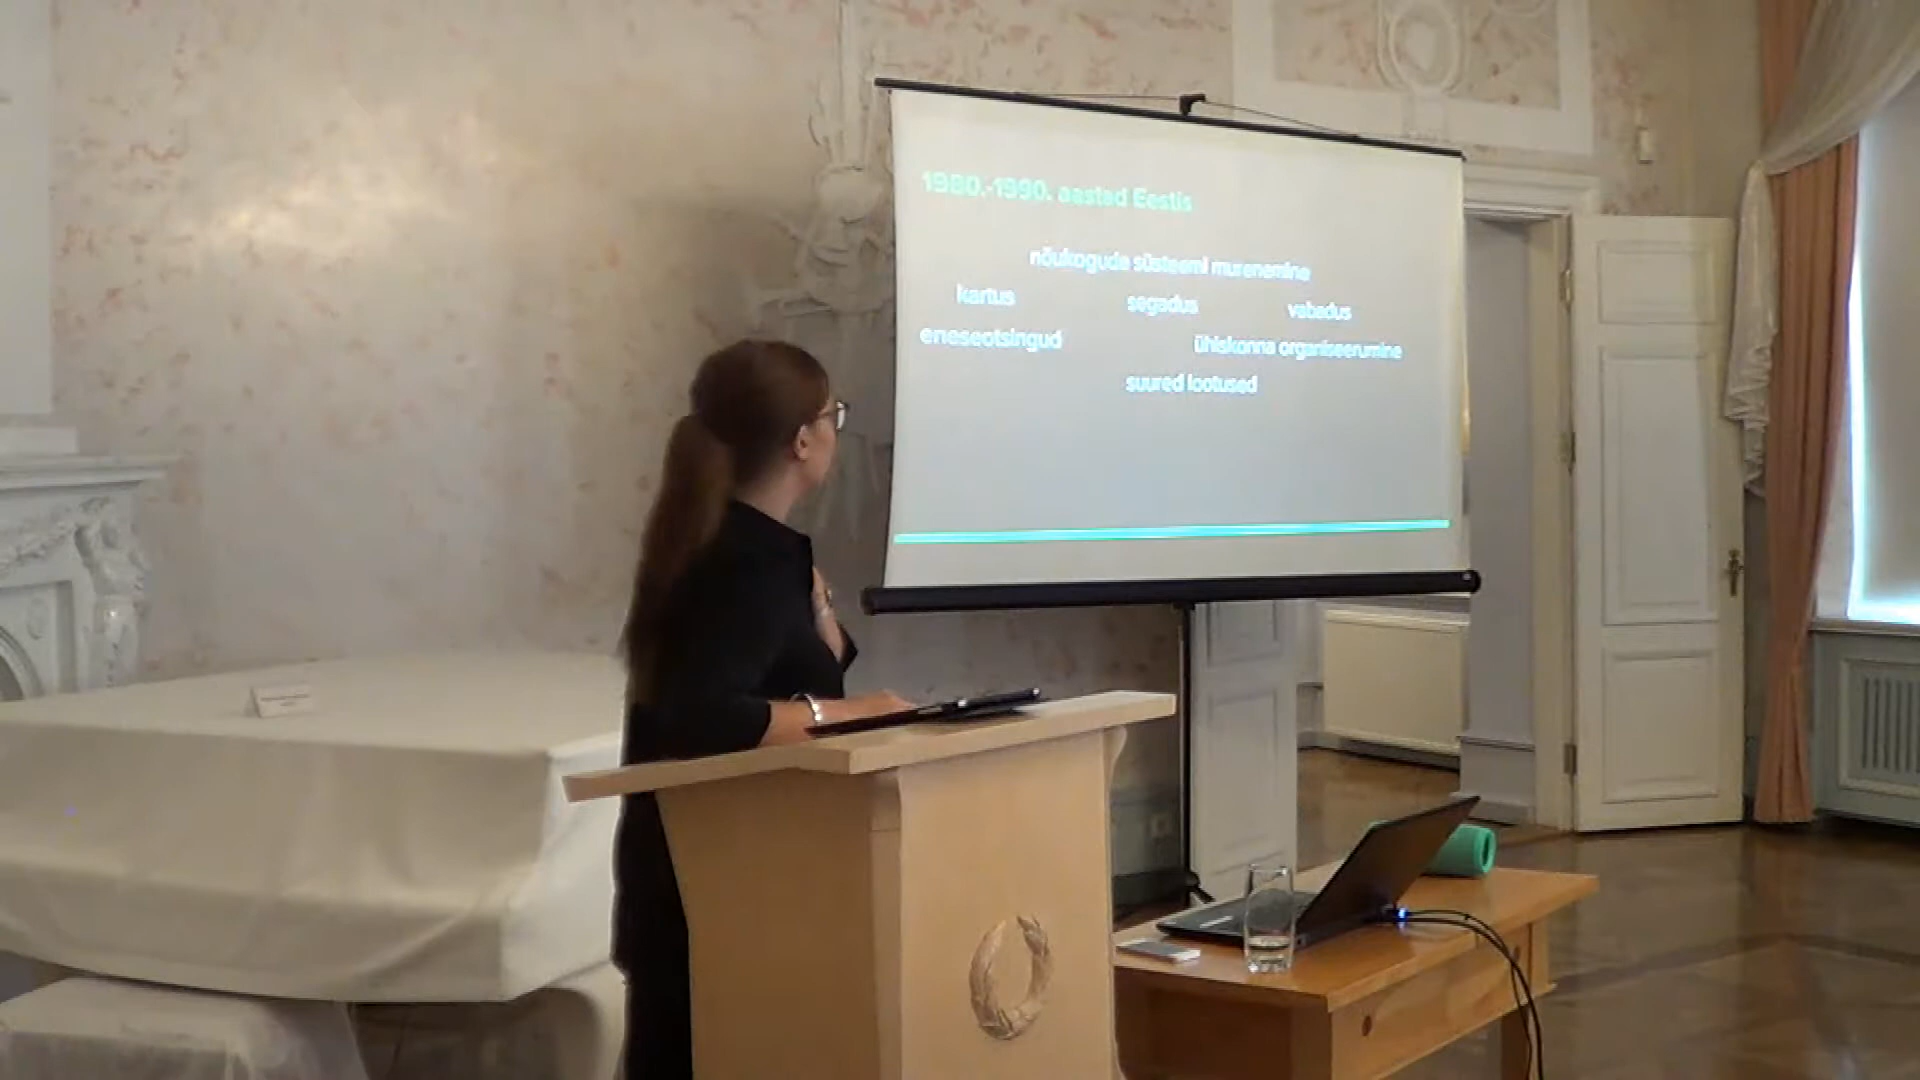 1980.-1990. aastad Eestis
nõukogude süsteemi murenemine
kartus segadus vabadus
eneseotsingud ühiskonna organiseerumine
suured lootused